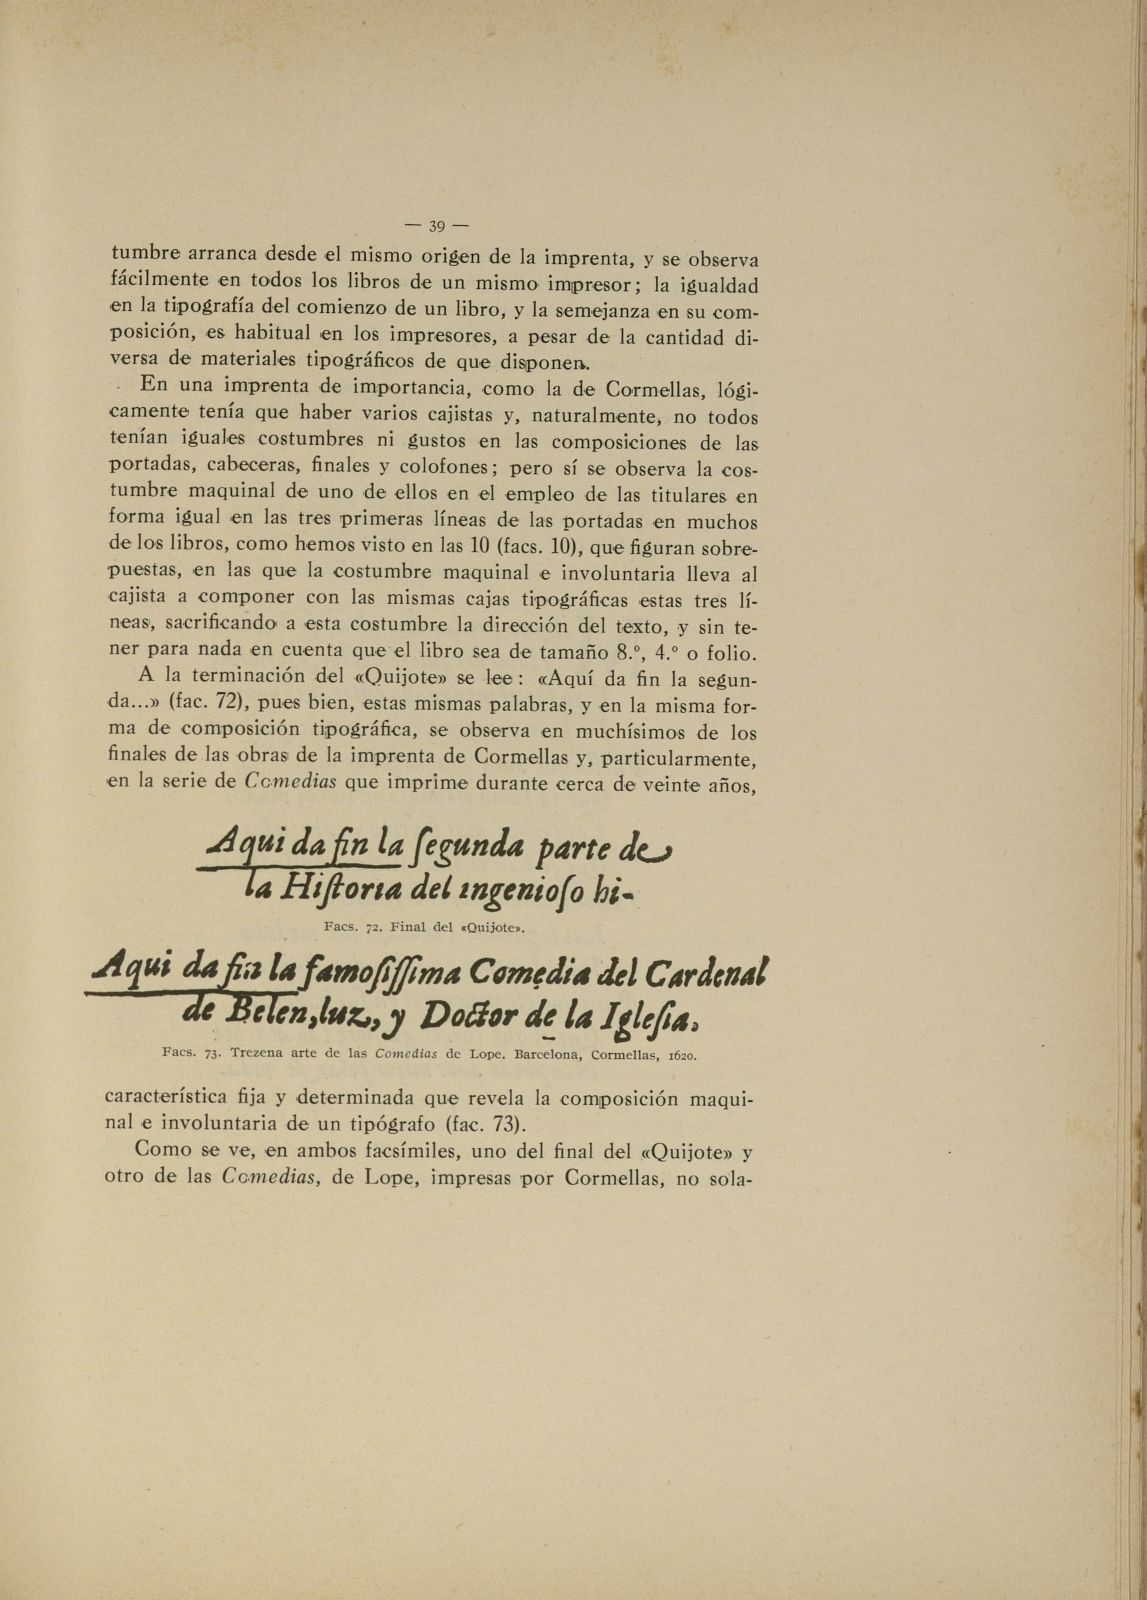 — 39 —
tumbre arranca desde el mismo origen de la imprenta, y se observa
fácilmente en todos los libros de un mismo impresor; la igualdad
en la tipografía del comienzo de un libro, y la semejanza en su com-
posición, es habitual en los impresores, a pesar de la cantidad di-
versa de materiales tipográficos de que disponen.
En una imprenta de importancia, como la de Cormellas, lógi-
camente tenía que haber varios cajistas y, naturalmente, no todos
tenían iguales costumbres ni gustos en las composiciones de las
portadas, cabeceras, finales y colofones; pero sí se observa la cos-
tumbre maquinal de uno de ellos en el empleo de las titulares en
forma igual en las tres primeras líneas de las portadas en muchos
de los libros, como hemos visto en las 10 (facs. 10), que figuran sobre-
puestas, en las que la costumbre maquinal e involuntaria lleva al
cajista a componer con las mismas cajas tipográficas estas tres lí-
neas, sacrificando a esta costumbre la dirección del texto, y sin te-
ner para nada en cuenta que el libro sea de tamaño 8.º, 4.º o folio.
A la terminación del «Quijote» se lee: «Aquí da fin la segun-
da...» (fac. 72), pues bien, estas mismas palabras, y en la misma for-
ma de composición tipográfica, se observa en muchísimos de los
finales de las obras de la imprenta de Cormellas y, particularmente,
en la serie de Comedias que imprime durante cerca de veinte años,
Aqui da fin la ſegunda parte de
la Hiſtoria del ingenioſo hi-
Facs. 72. Final del «Quijote».
Aqui da fin la famoſiſſima Comedia del Cardenal
de Belen, luz, y Doctor de la Igleſia.
Facs. 73. Trezena arte de las Comedias de Lope. Barcelona, Cormellas, 1620.
característica fija y determinada que revela la composición maqui-
nal e involuntaria de un tipógrafo (fac. 73).
Como se ve, en ambos facsímiles, uno del final del «Quijote» y
otro de las Comedias, de Lope, impresas por Cormellas, no sola-